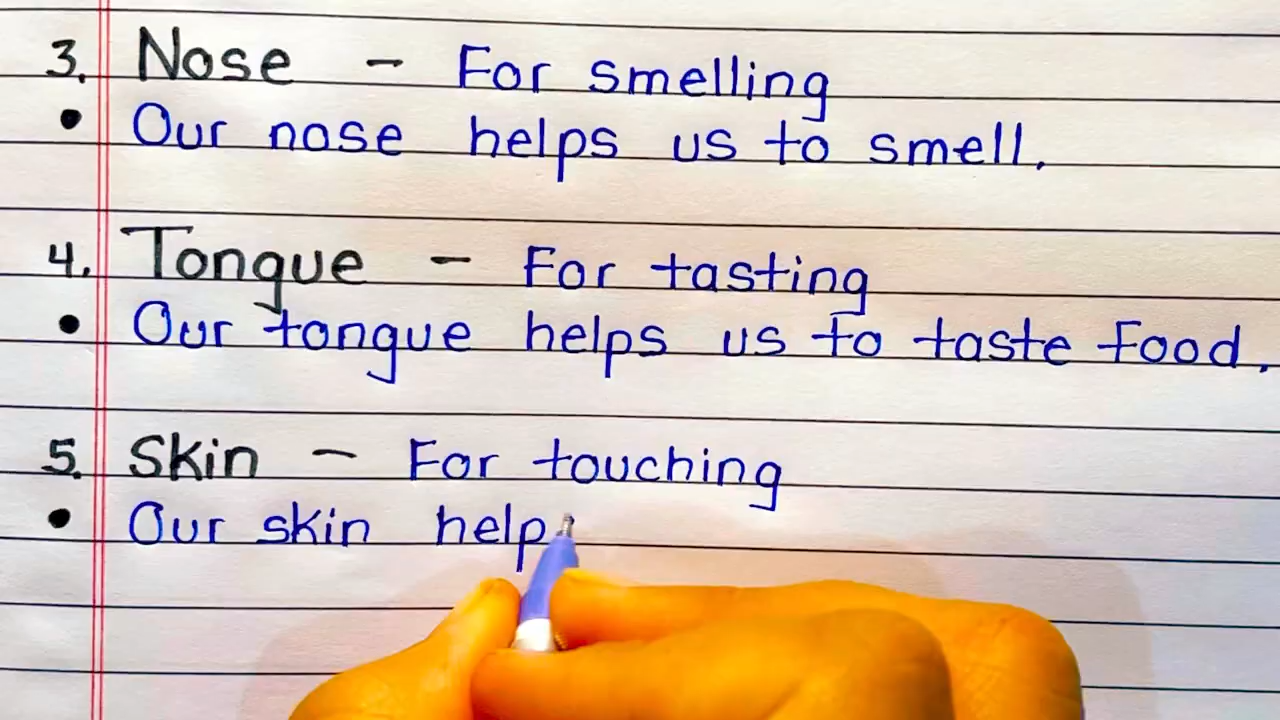 3. Nose - For smelling
• Our nose helps us to smell.
4. Tongue - For tasting
• Our tongue helps us to taste Food.
5. Skin - For touching
• Our skin help